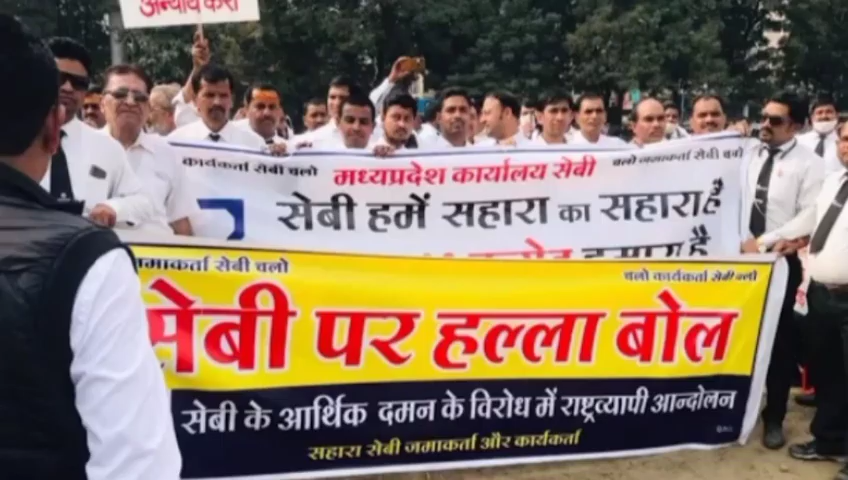 अन्याय करो
कार्यकर्ता सेबी चलो
मध्यप्रदेश कार्यालय सेबी
चलो जमाकर्ता सेबी
सेबी हमें सहारा का सहारा है
है
जमाकर्ता सेबी चलो
चलो कार्यकर्ता सेबी चलो
सेबी पर हल्ला बोल
सेबी के आर्थिक दमन के विरोध में राष्ट्रव्यापी आन्दोलन
सहारा सेबी जमाकर्ता और कार्यकर्ता